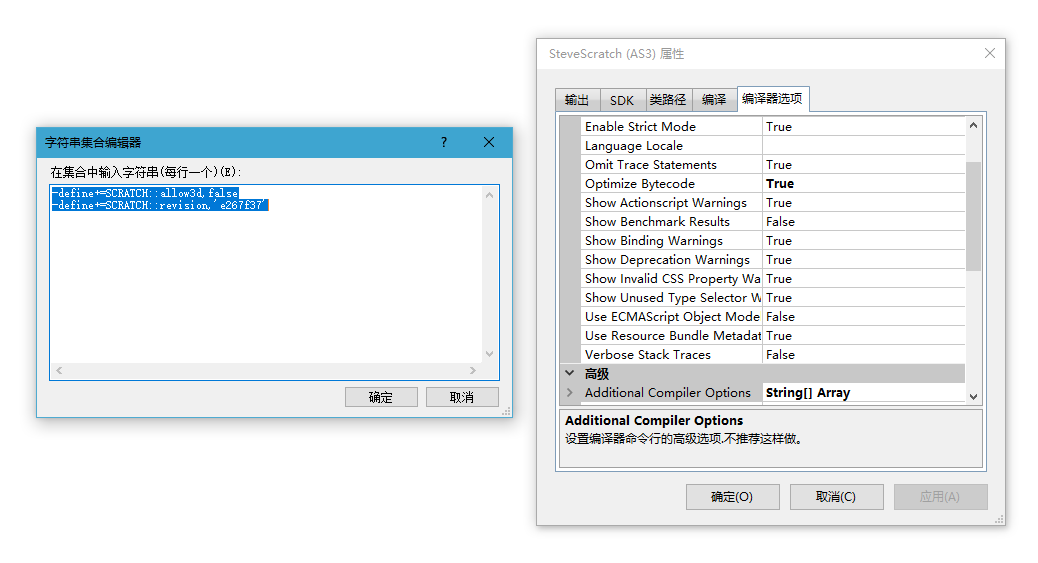 字符串集合编辑器
?
在集合中输入字符串(每行一个)(E):
-define+=SCRATCH::allow3d,false
-define+=SCRATCH::revision,'e267f37'
确定
取消
SteveScratch (AS3) 属性
输出 SDK 类路径 编译 编译器选项
Enable Strict Mode True
Language Locale
Omit Trace Statements True
Optimize Bytecode True
Show Actionscript Warnings True
Show Benchmark Results False
Show Binding Warnings True
Show Deprecation Warnings True
Show Invalid CSS Property Wa True
Show Unused Type Selector W True
Use ECMAScript Object Mode False
Use Resource Bundle Metadat True
Verbose Stack Traces False
高级
Additional Compiler Options String[] Array
Additional Compiler Options
设置编译器命令行的高级选项,不推荐这样做。
确定(O) 取消(C) 应用(A)